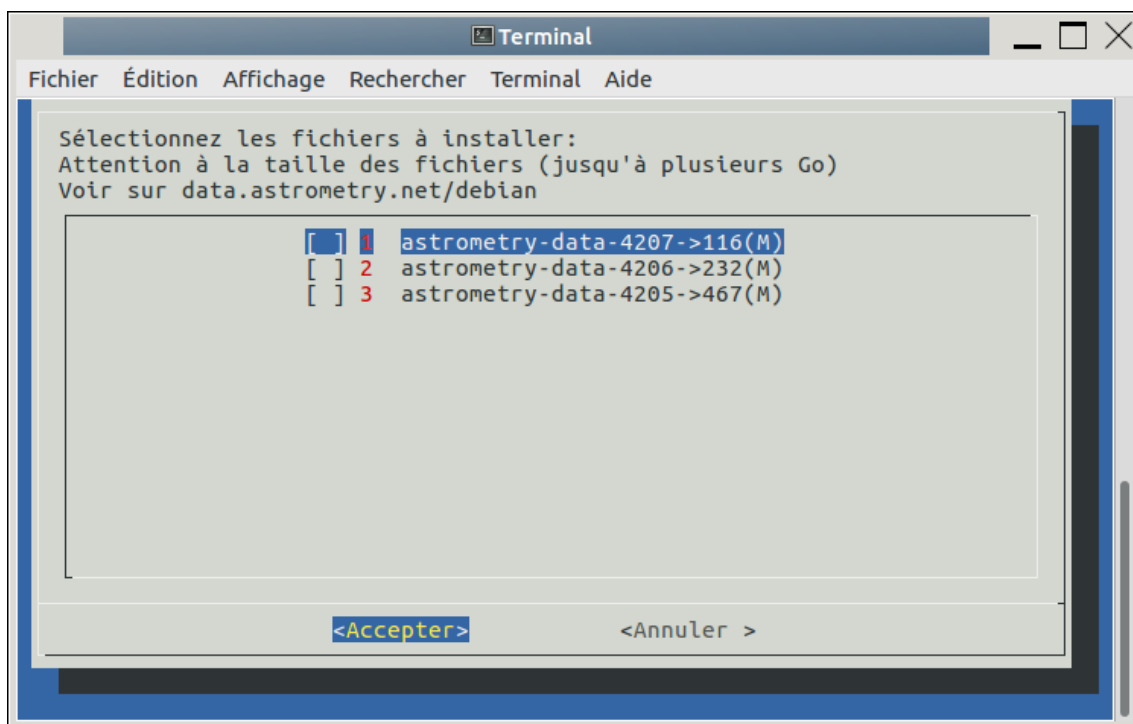 Terminal
Fichier Édition Affichage Rechercher Terminal Aide
Sélectionnez les fichiers à installer:
Attention à la taille des fichiers (jusqu'à plusieurs Go)
Voir sur data.astrometry.net/debian
[ ] 1 astrometry-data-4207->116(M)
[ ] 2 astrometry-data-4206->232(M)
[ ] 3 astrometry-data-4205->467(M)
<Accepter> <Annuler >